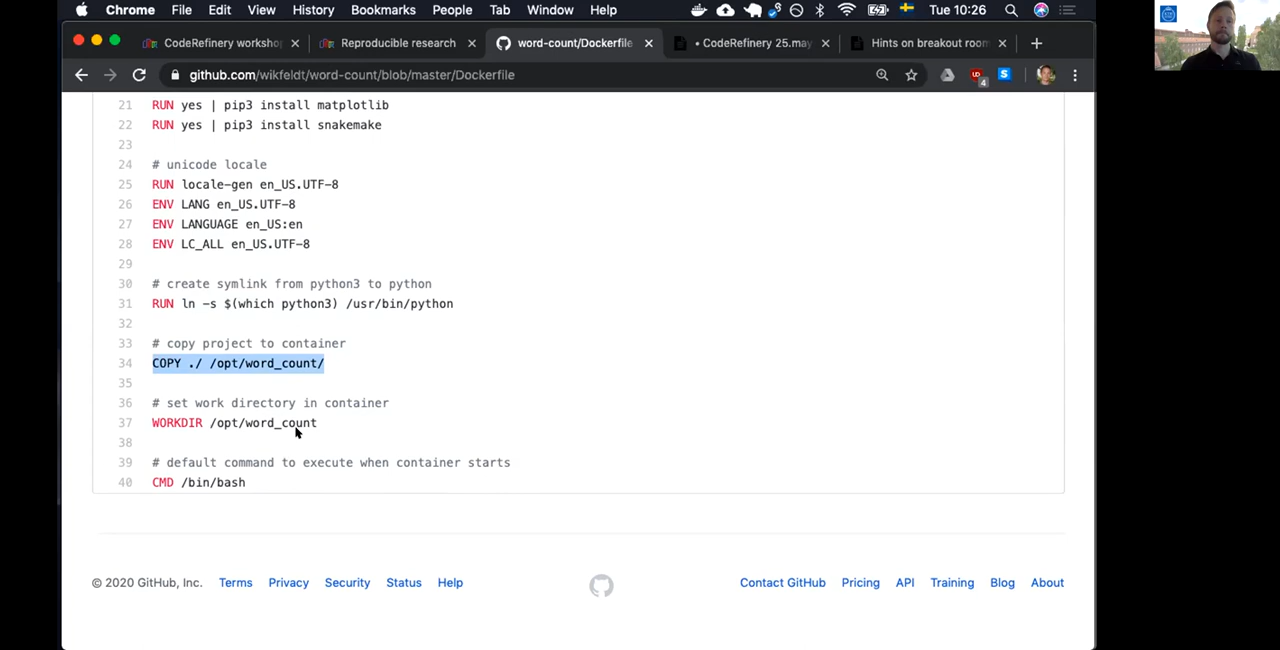 Chrome File Edit View History Bookmarks People Tab Window Help Tue 10:26
CodeRefinery workshop Reproducible research word-count/Dockerfile • CodeRefinery 25.may Hints on breakout room
github.com/wikfeldt/word-count/blob/master/Dockerfile
21 RUN yes | pip3 install matplotlib
22 RUN yes | pip3 install snakemake
23
24 # unicode locale
25 RUN locale-gen en_US.UTF-8
26 ENV LANG en_US.UTF-8
27 ENV LANGUAGE en_US:en
28 ENV LC_ALL en_US.UTF-8
29
30 # create symlink from python3 to python
31 RUN ln -s $(which python3) /usr/bin/python
32
33 # copy project to container
34 COPY ./ /opt/word_count/
35
36 # set work directory in container
37 WORKDIR /opt/word_count
38
39 # default command to execute when container starts
40 CMD /bin/bash
© 2020 GitHub, Inc. Terms Privacy Security Status Help Contact GitHub Pricing API Training Blog About